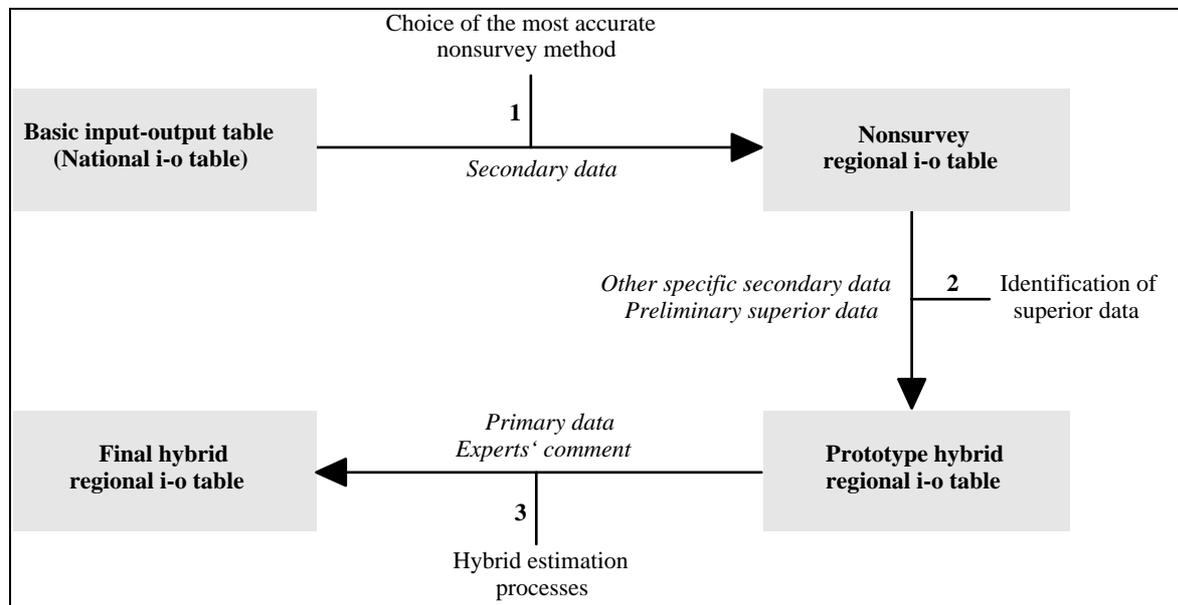 Choice of the most accurate
nonsurvey method
1
Basic input-output table
(National i-o table)
Secondary data
Nonsurvey
regional i-o table
Other specific secondary data
Preliminary superior data
2
Identification of
superior data
Final hybrid
regional i-o table
Primary data
Experts‘ comment
3
Hybrid estimation
processes
Prototype hybrid
regional i-o table